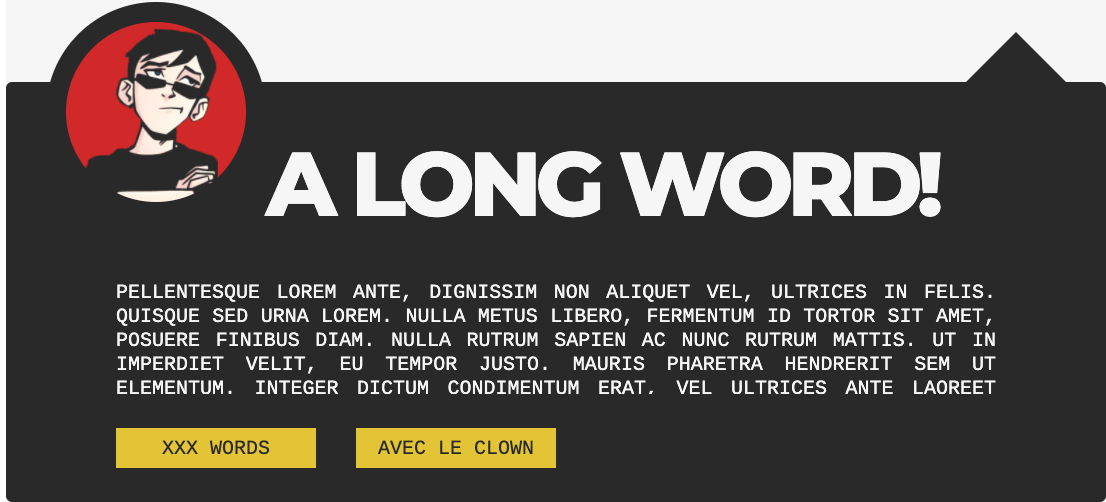 A LONG WORD!
PELLENTESQUE LOREM ANTE, DIGNISSIM NON ALIQUET VEL, ULTRICES IN FELIS.
QUISQUE SED URNA LOREM. NULLA METUS LIBERO, FERMENTUM ID TORTOR SIT AMET,
POSUERE FINIBUS DIAM. NULLA RUTRUM SAPIEN AC NUNC RUTRUM MATTIS. UT IN
IMPERDIET VELIT, EU TEMPOR JUSTO. MAURIS PHARETRA HENDRERIT SEM UT
ELEMENTUM. INTEGER DICTUM CONDIMENTUM ERAT. VEL ULTRICES ANTE LAOREET
XXX WORDS
AVEC LE CLOWN